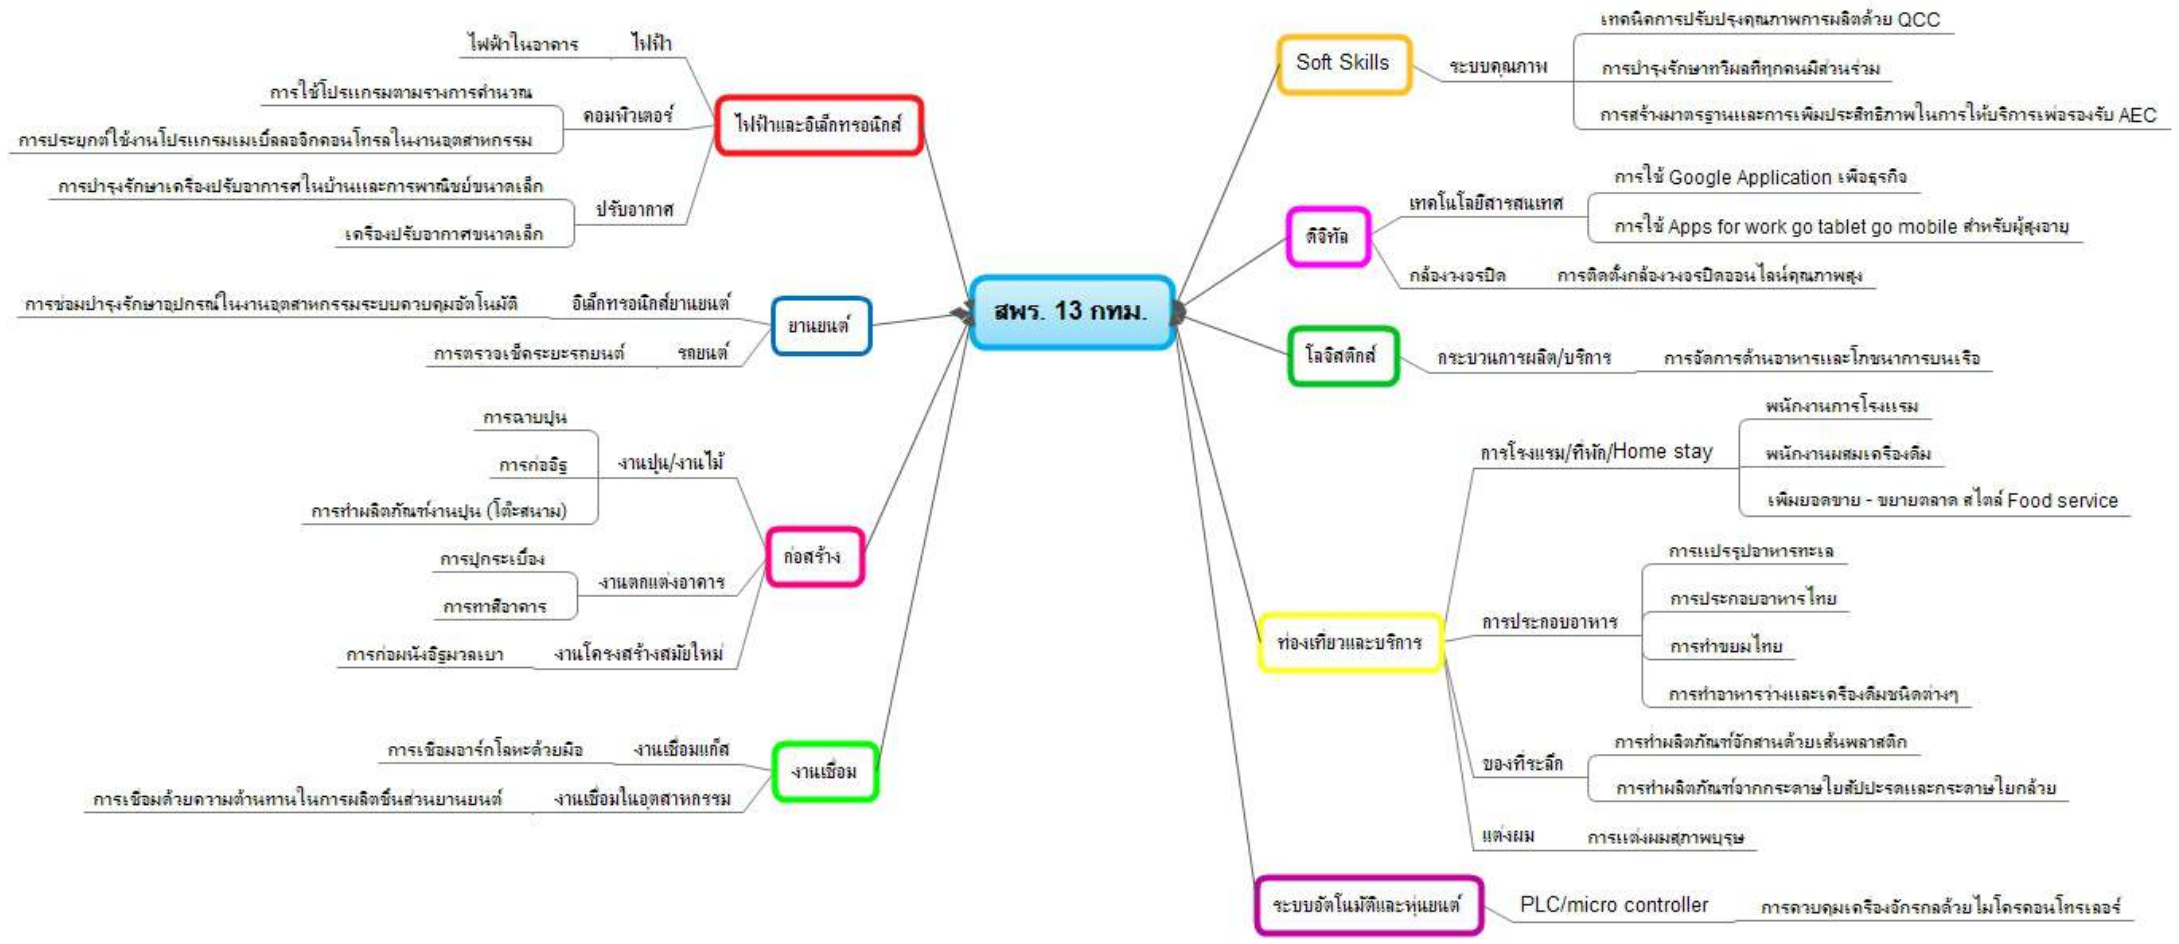 สพร. 13 กทม.
ไฟฟ้าและอิเล็กทรอนิกส์
ไฟฟ้า
ไฟฟ้าในอาคาร
คอมพิวเตอร์
การใช้โปรแกรมตามรางการคำนวณ
การประยุกต์ใช้งานโปรแกรมเมเบิ้ลลอจิกคอนโทรลในงานอุตสาหกรรม
ปรับอากาศ
การบำรุงรักษาเครื่องปรับอาการศในบ้านและการพาณิชย์ขนาดเล็ก
เครื่องปรับอากาศขนาดเล็ก
ยานยนต์
อิเล็กทรอนิกส์ยานยนต์
การซ่อมบำรุงรักษาอุปกรณ์ในงานอุตสาหกรรมระบบควบคุมอัตโนมัติ
รถยนต์
การตรวจเช็คระยะรถยนต์
ก่อสร้าง
งานปูน/งานไม้
การฉาบปูน
การก่ออิฐ
การทำผลิตภัณฑ์งานปูน (โต๊ะสนาม)
งานตกแต่งอาคาร
การปูกระเบื้อง
การทาสีอาคาร
งานโครงสร้างสมัยใหม่
การก่อผนังอิฐมวลเบา
งานเชื่อม
งานเชื่อมแก๊ส
การเชื่อมอาร์กโลหะด้วยมือ
งานเชื่อมในอุตสาหกรรม
การเชื่อมด้วยความต้านทานในการผลิตชิ้นส่วนยานยนต์
Soft Skills
ระบบคุณภาพ
เทคนิคการปรับปรุงคุณภาพการผลิตด้วย QCC
การบำรุงรักษาทวีผลที่ทุกคนมีส่วนร่วม
การสร้างมาตรฐานและการเพิ่มประสิทธิภาพในการให้บริการเพื่อรองรับ AEC
ดิจิทัล
เทคโนโลยีสารสนเทศ
การใช้ Google Application เพื่อธุรกิจ
การใช้ Apps for work go tablet go mobile สำหรับผู้สูงอายุ
กล้องวงจรปิด
การติดตั้งกล้องวงจรปิดออนไลน์คุณภาพสูง
โลจิสติกส์
กระบวนการผลิต/บริการ
การจัดการด้านอาหารและโภชนาการบนเรือ
ท่องเที่ยวและบริการ
การโรงแรม/ที่พัก/Home stay
พนักงานการโรงแรม
พนักงานผสมเครื่องดื่ม
เพิ่มยอดขาย - ขยายตลาด สไตล์ Food service
การประกอบอาหาร
การแปรรูปอาหารทะเล
การประกอบอาหารไทย
การทำขนมไทย
การทำอาหารว่างและเครื่องดื่มชนิดต่างๆ
ของที่ระลึก
การทำผลิตภัณฑ์จักสานด้วยเส้นพลาสติก
การทำผลิตภัณฑ์จากกระดาษใยสัปปะรดและกระดาษใยกล้วย
แต่งผม
การแต่งผมสุภาพบุรุษ
ระบบอัตโนมัติและหุ่นยนต์
PLC/micro controller
การควบคุมเครื่องจักรกลด้วยไมโครคอนโทรเลอร์